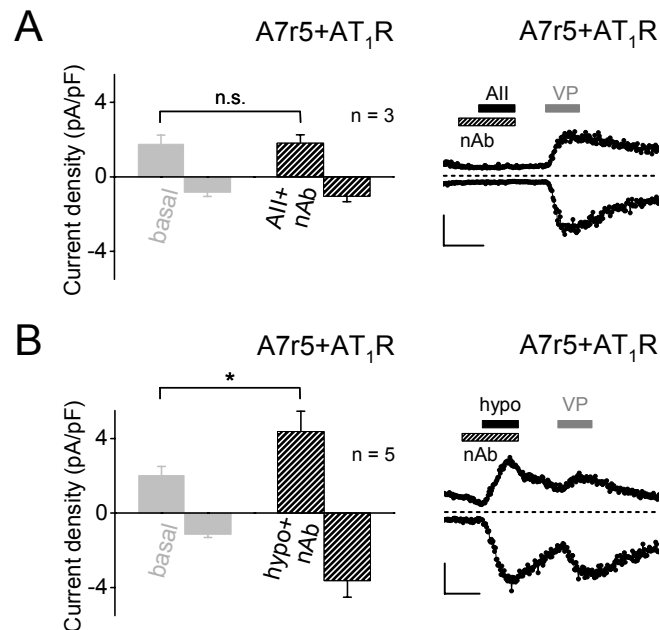 A
A7r5+AT₁R
A7r5+AT₁R
Current density (pA/pF)
4
0
-4
n.s.
n = 3
basal
AII+
nAb
AII
VP
nAb
B
A7r5+AT₁R
A7r5+AT₁R
Current density (pA/pF)
4
0
-4
*
n = 5
basal
hypo+
nAb
hypo
VP
nAb